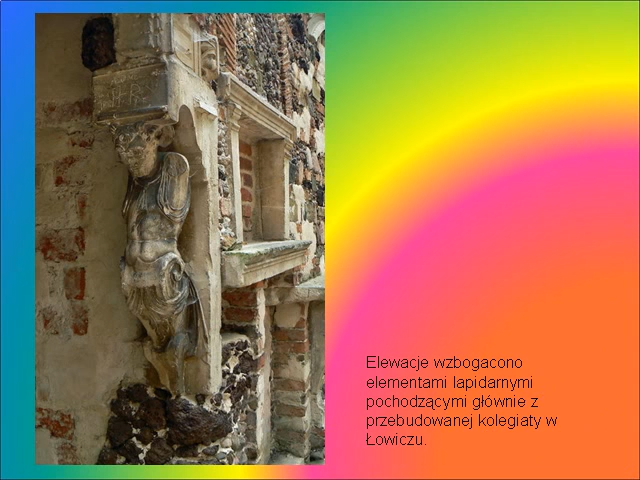 Elewacje wzbogacono
elementami lapidarnymi
pochodzącymi głównie z
przebudowanej kolegiaty w
Łowiczu.